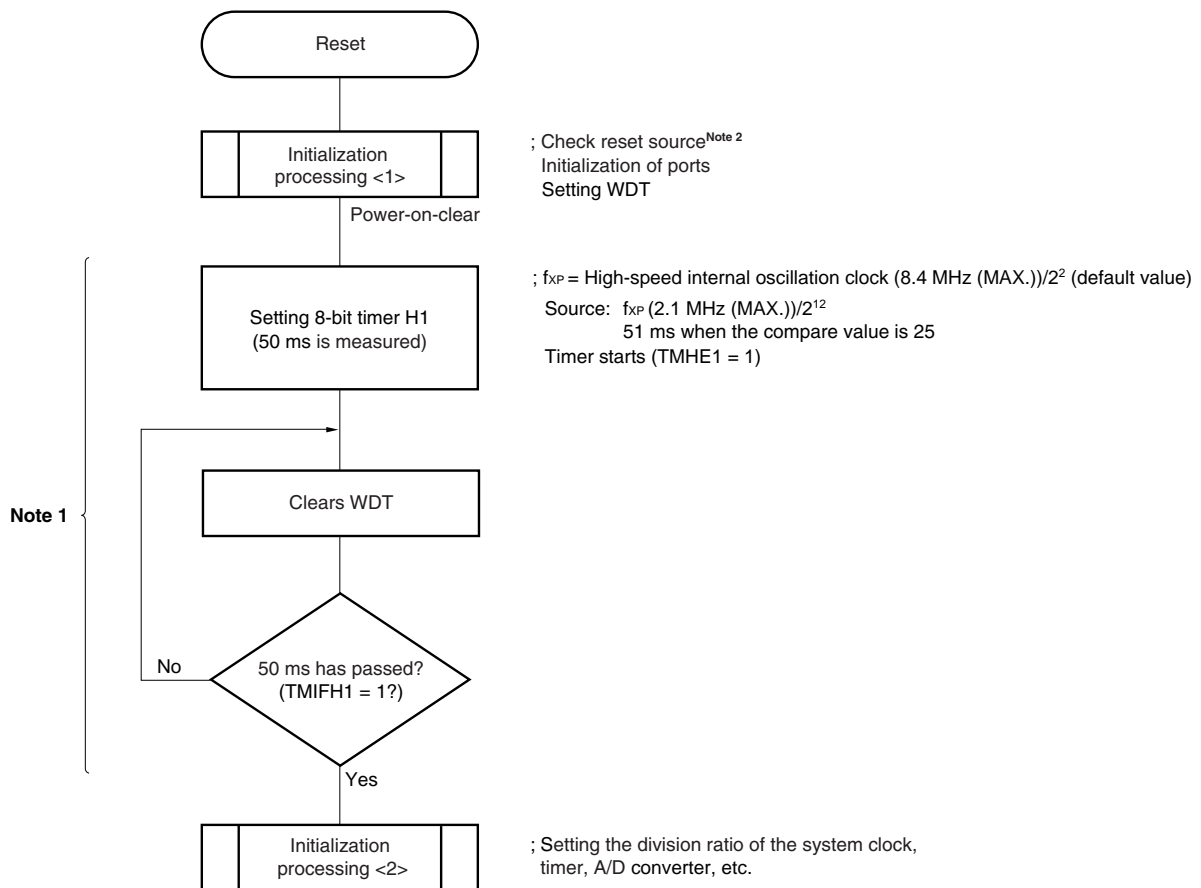 Reset
Initialization
processing <1>
; Check reset source^Note 2
Initialization of ports
Setting WDT
Power-on-clear
Setting 8-bit timer H1
(50 ms is measured)
; fXP = High-speed internal oscillation clock (8.4 MHz (MAX.))/2² (default value)
Source: fXP (2.1 MHz (MAX.))/2¹²
51 ms when the compare value is 25
Timer starts (TMHE1 = 1)
Note 1
Clears WDT
No
50 ms has passed?
(TMIFH1 = 1?)
Yes
Initialization
processing <2>
; Setting the division ratio of the system clock,
timer, A/D converter, etc.